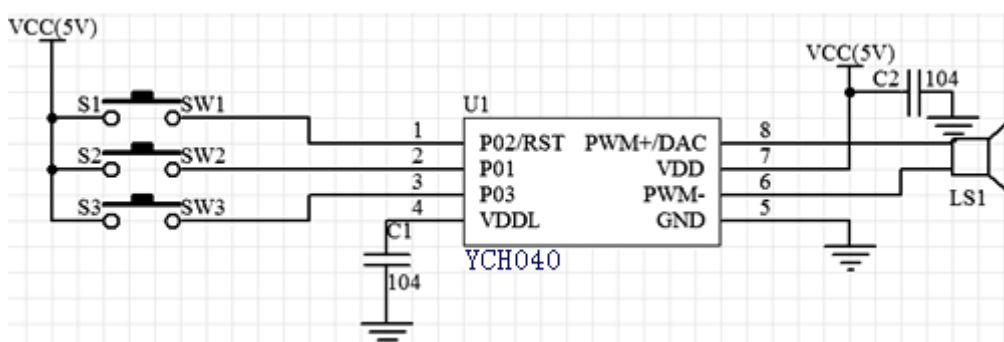 VCC(5V)
VCC(5V)
C2 104
S1 SW1
U1
1 P02/RST PWM+/DAC 8
S2 SW2
2 P01 VDD 7
3 P03 PWM- 6
LS1
S3 SW3
4 VDDL GND 5
C1
YCH040
104